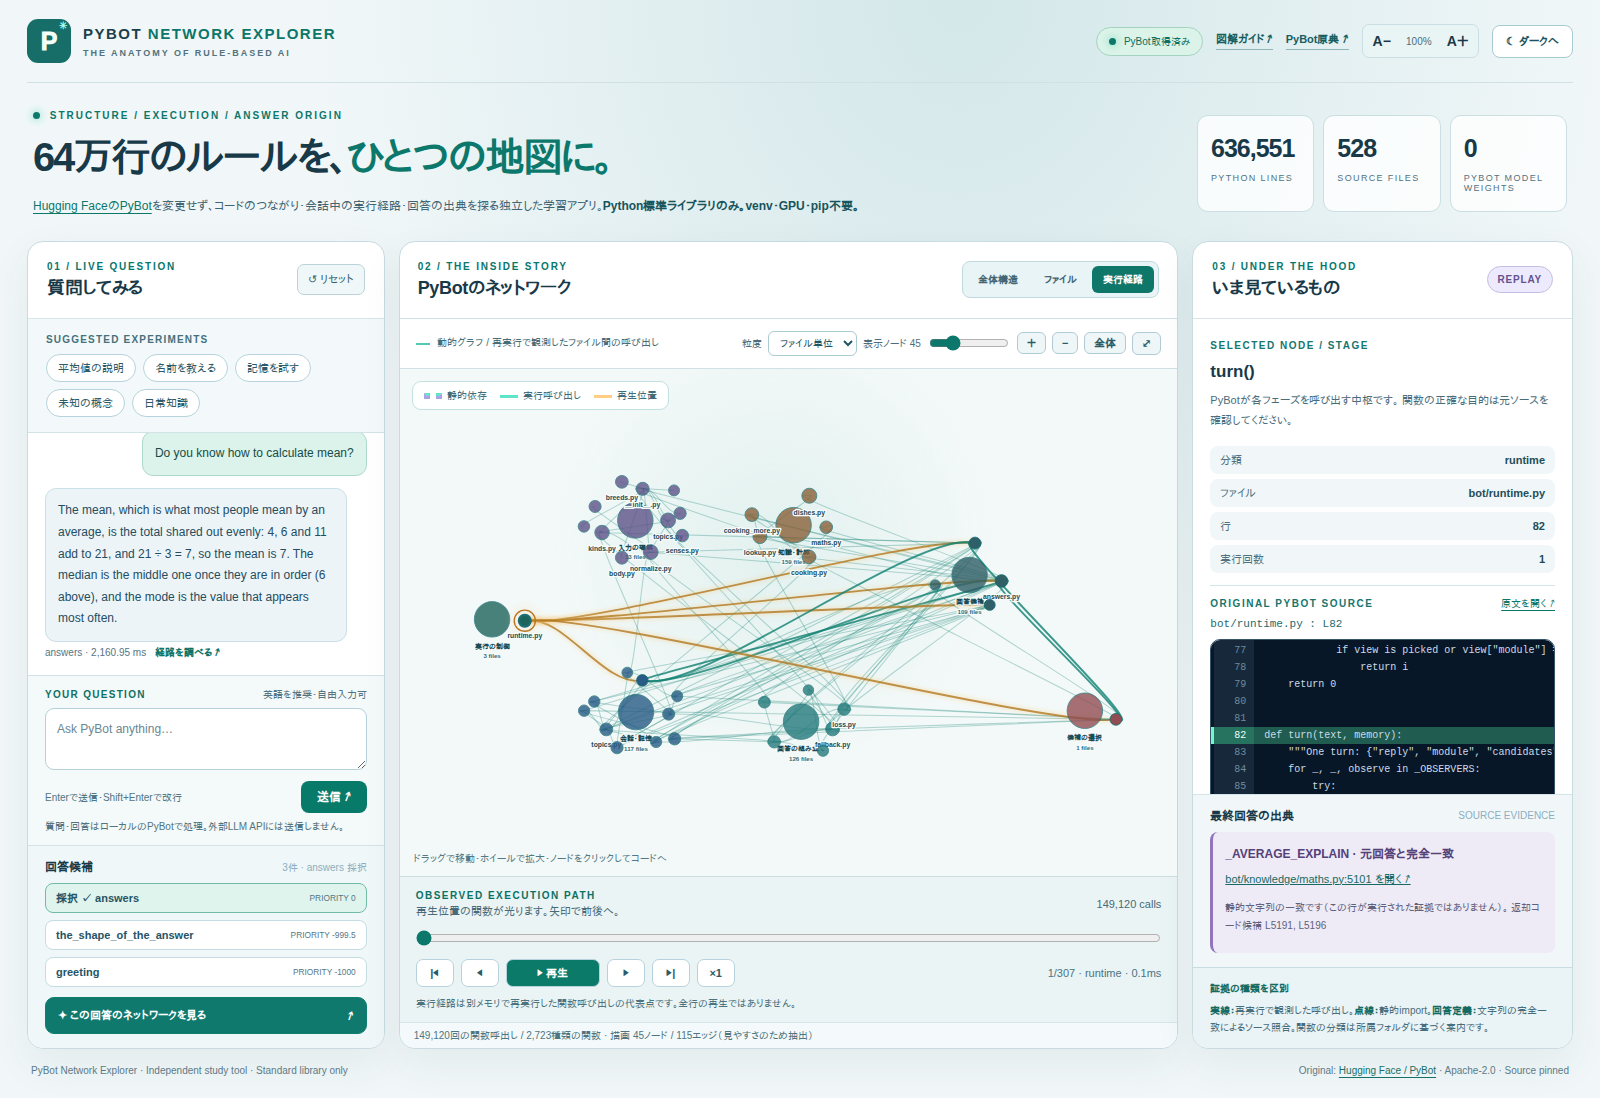 P
PYBOT NETWORK EXPLORER
THE ANATOMY OF RULE-BASED AI
PyBot取得済み
図解ガイド↗
PyBot原典↗
A− 100% A+
☾ ダークへ
STRUCTURE / EXECUTION / ANSWER ORIGIN
64万行のルールを、ひとつの地図に。
Hugging FaceのPyBotを変更せず、コードのつながり・会話中の実行経路・回答の出典を探る独立した学習アプリ。Python標準ライブラリのみ。venv・GPU・pip不要。
636,551
PYTHON LINES
528
SOURCE FILES
0
PYBOT MODEL
WEIGHTS
01 / LIVE QUESTION
質問してみる
↺ リセット
SUGGESTED EXPERIMENTS
平均値の説明
名前を教える
記憶を試す
未知の概念
日常知識
Do you know how to calculate mean?
The mean, which is what most people mean by an
average, is the total shared out evenly: 4, 6 and 11
add to 21, and 21 ÷ 3 = 7, so the mean is 7. The
median is the middle one once they are in order (6
above), and the mode is the value that appears
most often.
answers · 2,160.95 ms 経路を調べる↗
YOUR QUESTION
英語を推奨・自由入力可
Ask PyBot anything…
Enterで送信・Shift+Enterで改行
送信↗
質問・回答はローカルのPyBotで処理。外部LLM APIには送信しません。
回答候補
3件 · answers 採択
採択 ✓ answers
PRIORITY 0
the_shape_of_the_answer
PRIORITY -999.5
greeting
PRIORITY -1000
✦ この回答のネットワークを見る ↗
02 / THE INSIDE STORY
PyBotのネットワーク
全体構造
ファイル
実行経路
動的グラフ / 再実行で観測したファイル間の呼び出し
粒度
ファイル単位
表示ノード 45
＋
−
全体
⤢
静的依存
実行呼び出し
再生位置
breeds.py
topics.py
kinds.py
senses.py
normalize.py
body.py
dishes.py
cooking_more.py
maths.py
lookup.py
知識・計算
159 files
cooking.py
answers.py
109 files
runtime.py
実行の制御
3 files
topics.py
会話・記憶
117 files
loss.py
126 files
候補の選択
1 files
ドラッグで移動・ホイールで拡大・ノードをクリックしてコードへ
OBSERVED EXECUTION PATH
再生位置の関数が光ります。矢印で前後へ。
149,120 calls
▶ 再生
×1
1/307 · runtime · 0.1ms
実行経路は別メモリで再実行した関数呼び出しの代表点です。全行の再生ではありません。
149,120回の関数呼出し / 2,723種類の関数 · 描画 45ノード / 115エッジ（見やすさのため抽出）
03 / UNDER THE HOOD
いま見ているもの
REPLAY
SELECTED NODE / STAGE
turn()
PyBotが各フェーズを呼び出す中枢です。 関数の正確な目的は元ソースを
確認してください。
分類 runtime
ファイル bot/runtime.py
行 82
実行回数 1
ORIGINAL PYBOT SOURCE
原文を開く↗
bot/runtime.py : L82
77 if view is picked or view["module"]
78 return i
79 return 0
80
81
82 def turn(text, memory):
83 """One turn: {"reply", "module", "candidates"
84 for _, _, observe in _OBSERVERS:
85 try:
最終回答の出典
SOURCE EVIDENCE
_AVERAGE_EXPLAIN · 元回答と完全一致
bot/knowledge/maths.py:5101 を開く↗
静的文字列の一致です（この行が実行された証拠ではありません）。返却コ
ード候補 L5191, L5196
証拠の種類を区別
実線：再実行で観測した呼び出し。点線：静的import。回答定義：文字列の完全一
致によるソース照合。関数の分類は所属フォルダに基づく案内です。
PyBot Network Explorer · Independent study tool · Standard library only
Original: Hugging Face / PyBot · Apache-2.0 · Source pinned